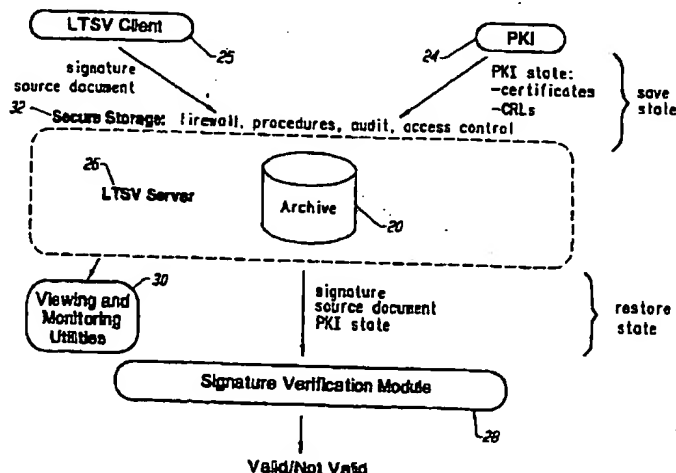 LTSV Client
25
24
PKI
signature
source document
PKI state:
-certificates
-CRLs
save
state
32
Secure Storage: firewall, procedures, audit, access control
26
LTSV Server
Archive
20
30
Viewing and
Monitoring
Utilities
signature
source document
PKI state
restore
state
Signature Verification Module
28
Valid/Not Valid